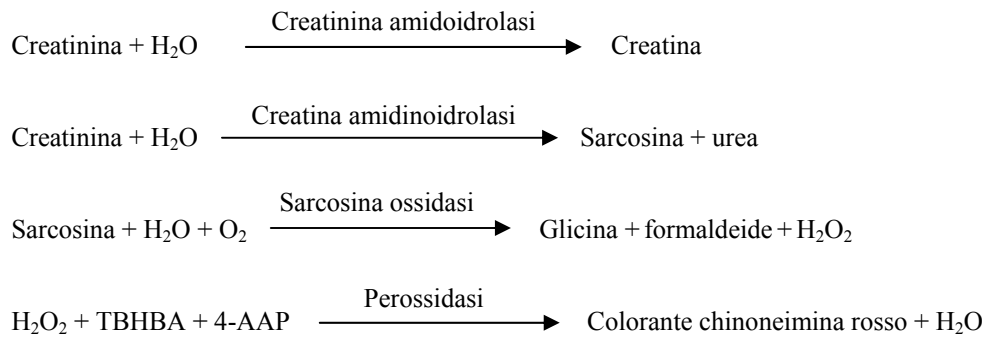 Creatinina amidoidrolasi
Creatinina + H₂O Creatina
Creatina amidinoidrolasi
Creatinina + H₂O Sarcosina + urea
Sarcosina ossidasi
Sarcosina + H₂O + O₂ Glicina + formaldeide + H₂O₂
Perossidasi
H₂O₂ + TBHBA + 4-AAP Colorante chinoneimina rosso + H₂O